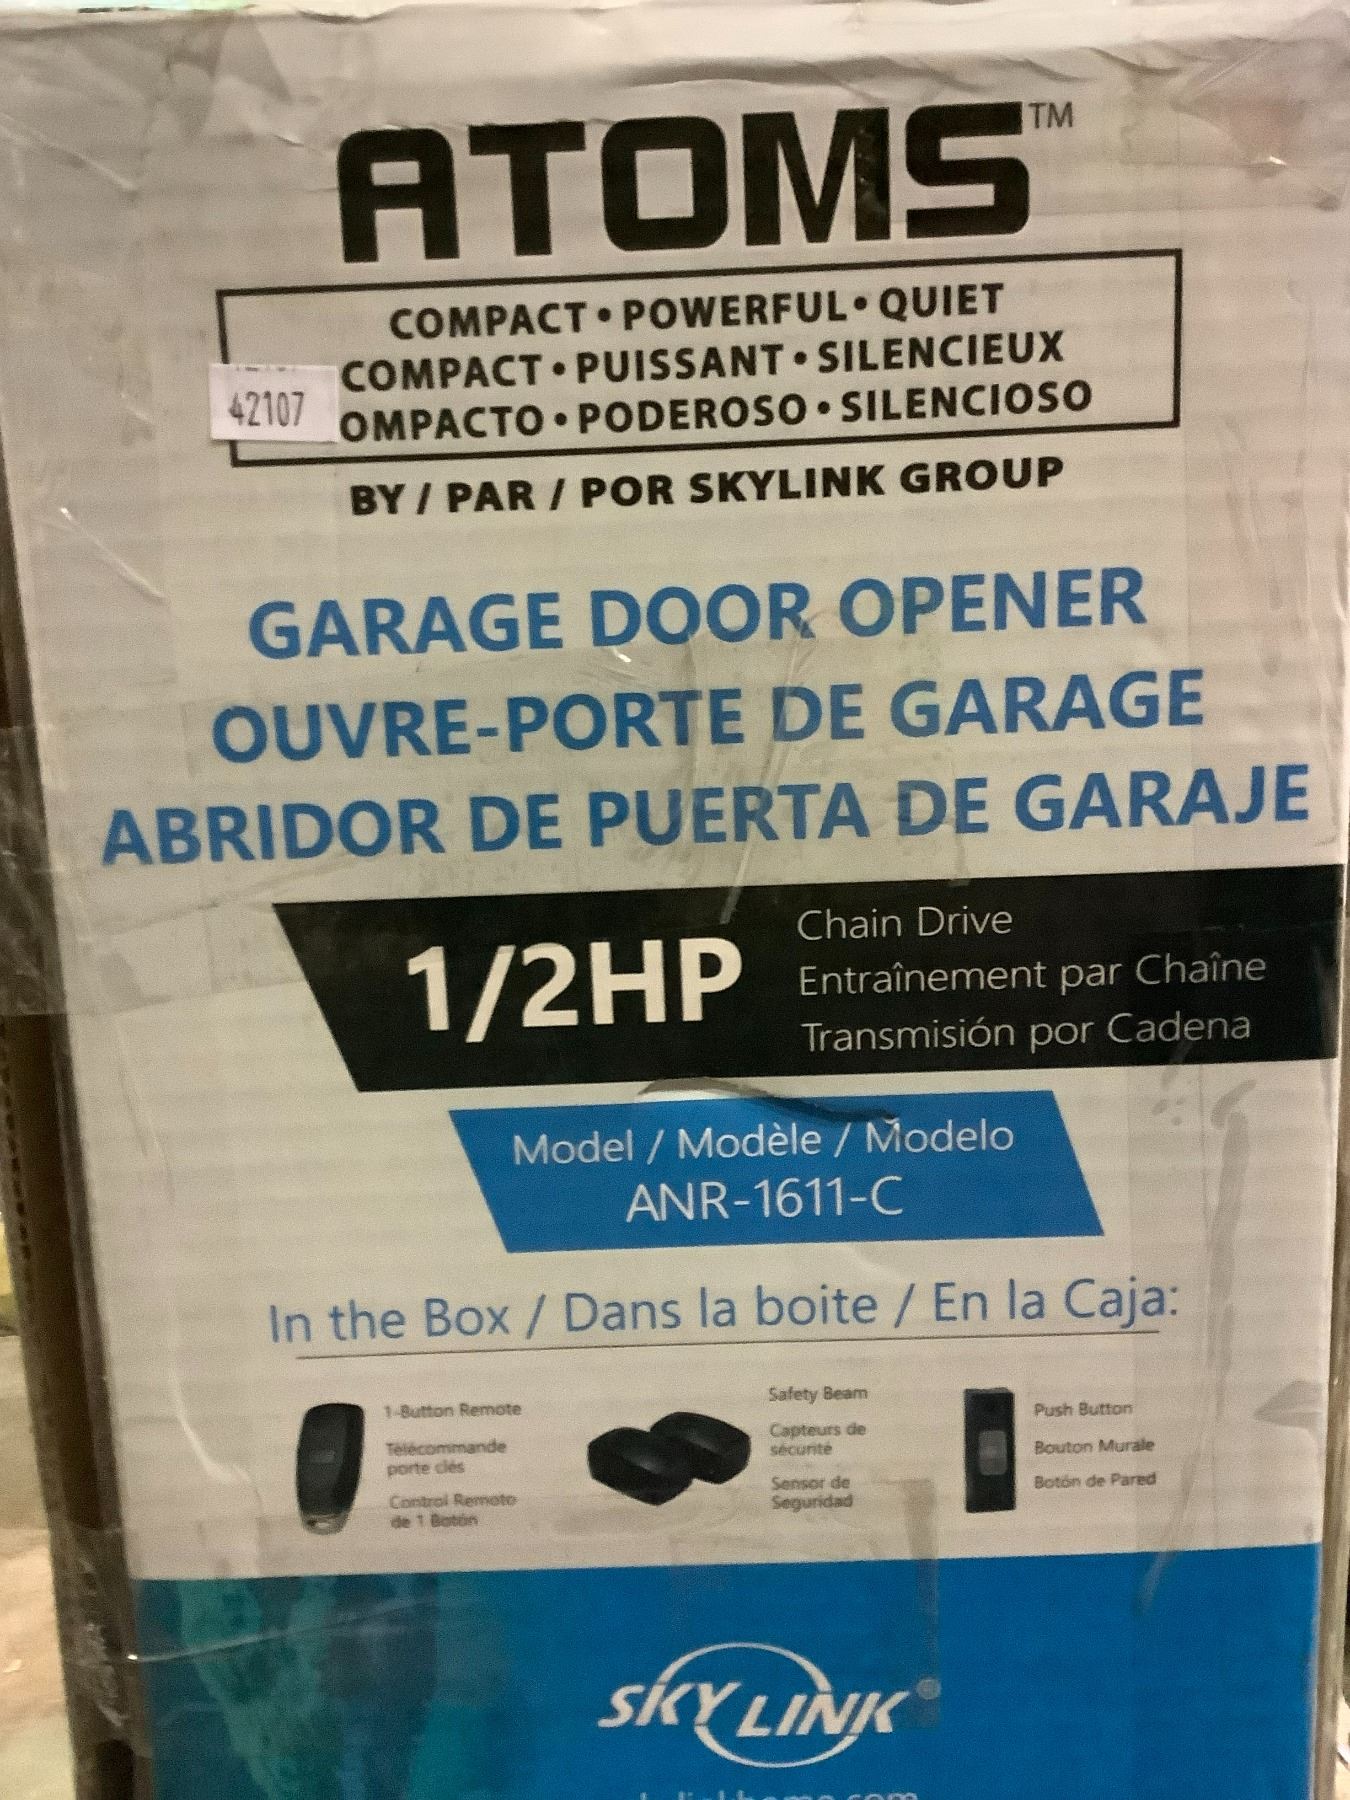 ATOMS™
COMPACT • POWERFUL • QUIET
COMPACT • PUISSANT • SILENCIEUX
42107
OMPACTO • PODEROSO • SILENCIOSO
BY / PAR / POR SKYLINK GROUP
GARAGE DOOR OPENER
OUVRE-PORTE DE GARAGE
ABRIDOR DE PUERTA DE GARAJE
1/2HP
Chain Drive
Entraînement par Chaîne
Transmisión por Cadena
Model / Modèle / Modelo
ANR-1611-C
In the Box / Dans la boite / En la Caja:
1-Button Remote
Télécommande
porte clés
Control Remoto
de 1 Botón
Safety Beam
Capteurs de
sécurité
Sensor de
Seguridad
Push Button
Bouton Murale
Botón de Pared
SKYLINK®